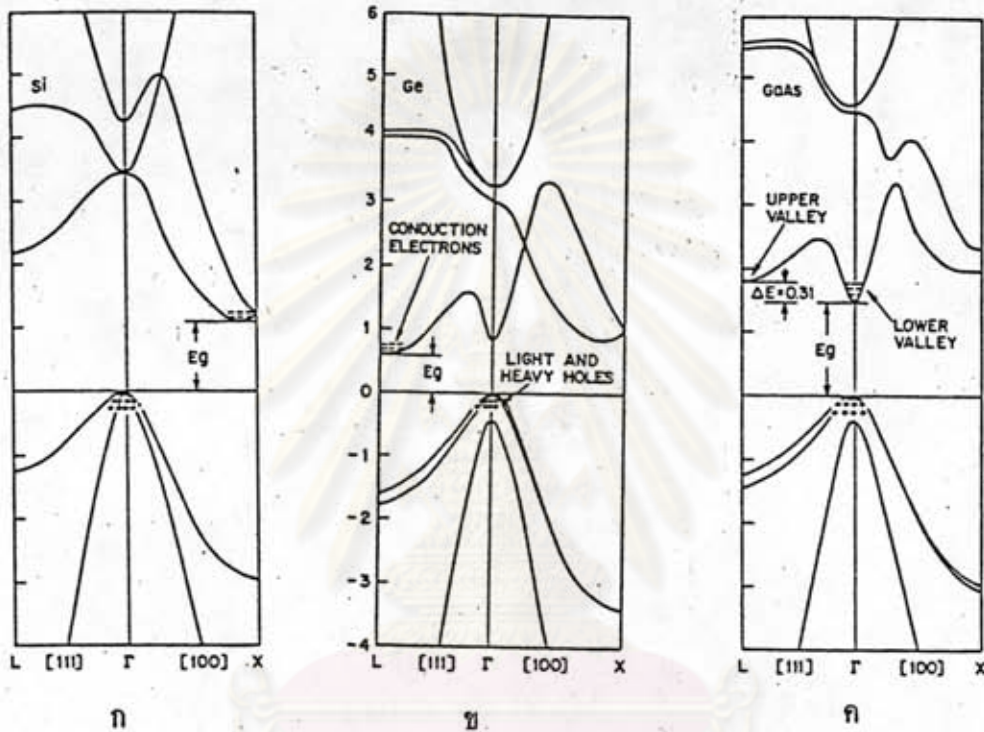 Si
Eg
L [111] Γ [100] X
ก
6
5
4
3
2
1
0
-1
-2
-3
-4
Ge
CONDUCTION
ELECTRONS
Eg
LIGHT AND
HEAVY HOLES
L [111] Γ [100] X
ข
GaAs
UPPER
VALLEY
ΔE=0.31
LOWER
VALLEY
Eg
L [111] Γ [100] X
ค